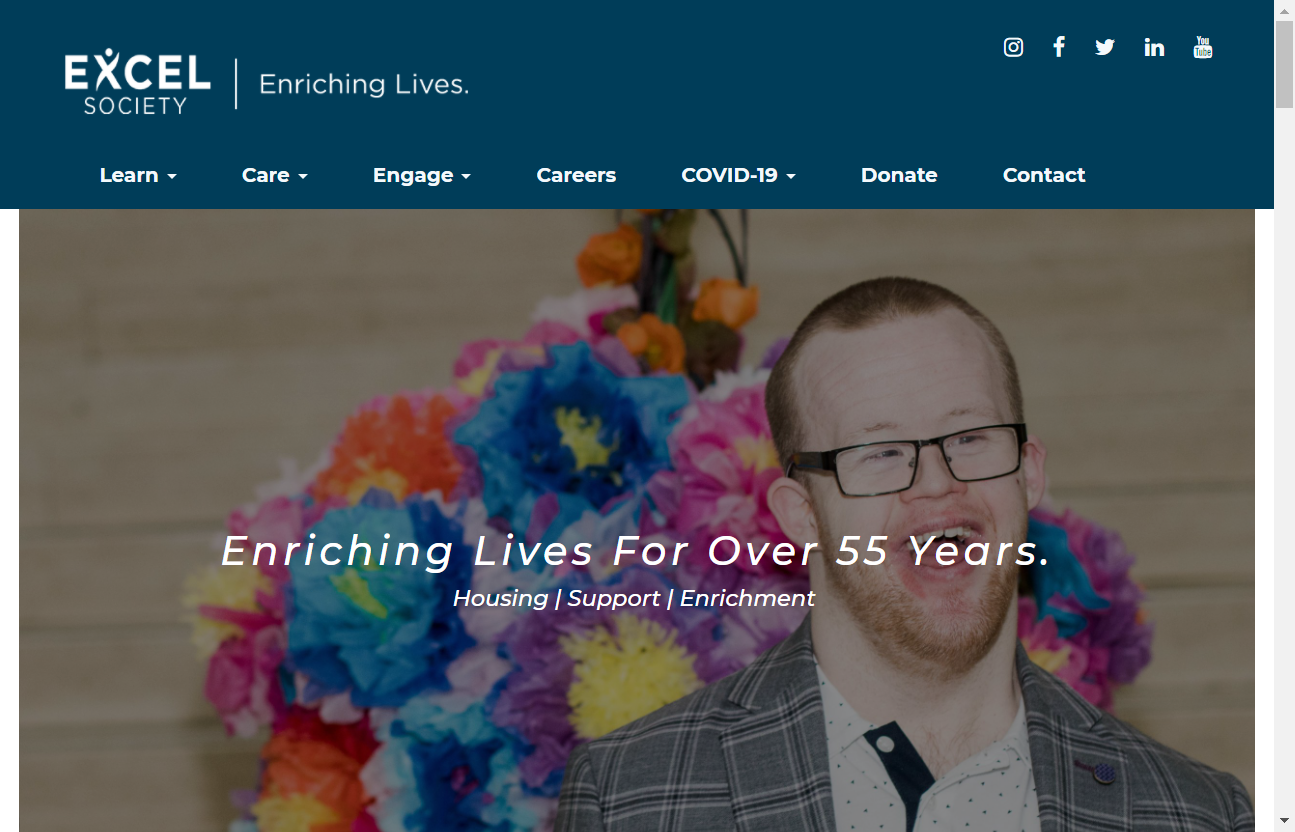 EXCEL
SOCIETY
Enriching Lives.
You
Tube
Learn
Care
Engage
Careers
COVID-19
Donate
Contact
Enriching Lives For Over 55 Years.
Housing | Support | Enrichment